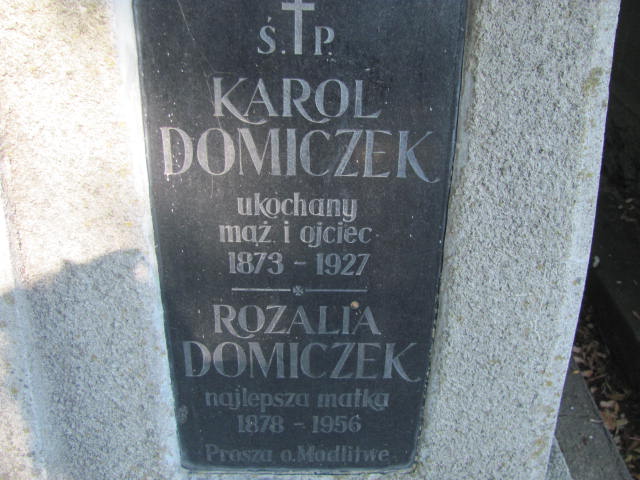 Ś.P.
KAROL
DOMICZEK
ukochany
mąż i ojciec
1873 - 1927
ROZALIA
DOMICZEK
najlepsza matka
1878 - 1956
Proszą o Modlitwę